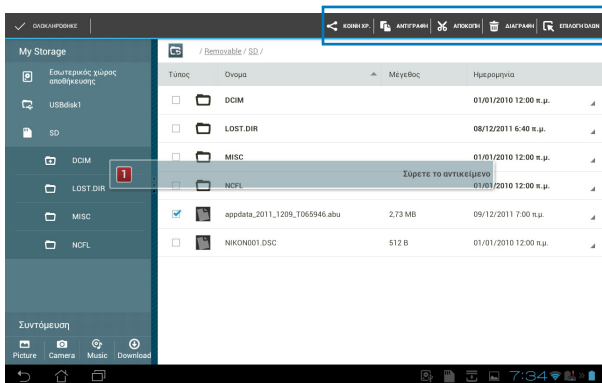 ΟΛΟΚΛΗΡΩΘΗΚΕ
ΚΟΙΝΗ ΧΡ. ΑΝΤΙΓΡΑΦΗ ΑΠΟΚΟΠΗ ΔΙΑΓΡΑΦΗ ΕΠΙΛΟΓΗ ΌΛΩΝ
My Storage
/ Removable / SD /
Εσωτερικός χώρος
αποθήκευσης
USBdisk1
SD
DCIM
LOST.DIR
MISC
NCFL
Τύπος Όνομα Μέγεθος Ημερομηνία
DCIM 01/01/2010 12:00 π.μ.
LOST.DIR 08/12/2011 6:40 π.μ.
MISC 01/01/2010 12:00 π.μ.
1 Σύρετε το αντικείμενο
NCFL 01/01/2010 12:00 π.μ.
appdata_2011_1209_T065946.abu 2,73 MB 09/12/2011 7:00 π.μ.
NIKON001.DSC 512 B 01/01/2010 12:00 π.μ.
Συντόμευση
Picture Camera Music Download
7:34